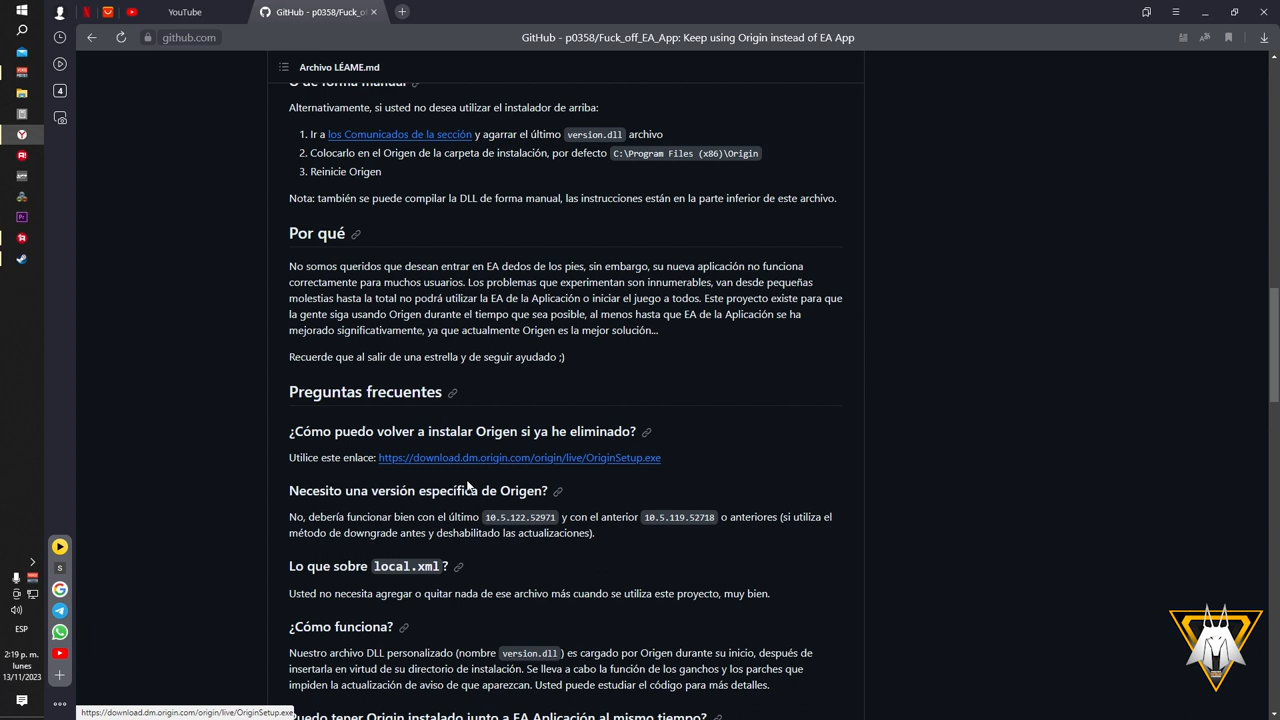 YouTube
GitHub - p0358/Fuck_of
github.com
GitHub - p0358/Fuck_off_EA_App: Keep using Origin instead of EA App
Archivo LÉAME.md
O de forma manual
Alternativamente, si usted no desea utilizar el instalador de arriba:
1. Ir a los Comunicados de la sección y agarrar el último version.dll archivo
2. Colocarlo en el Origen de la carpeta de instalación, por defecto C:\Program Files (x86)\Origin
3. Reinicie Origen
Nota: también se puede compilar la DLL de forma manual, las instrucciones están en la parte inferior de este archivo.
Por qué
No somos queridos que desean entrar en EA dedos de los pies, sin embargo, su nueva aplicación no funciona
correctamente para muchos usuarios. Los problemas que experimentan son innumerables, van desde pequeñas
molestias hasta la total no podrá utilizar la EA de la Aplicación o iniciar el juego a todos. Este proyecto existe para que
la gente siga usando Origen durante el tiempo que sea posible, al menos hasta que EA de la Aplicación se ha
mejorado significativamente, ya que actualmente Origen es la mejor solución...
Recuerde que al salir de una estrella y de seguir ayudado ;)
Preguntas frecuentes
¿Cómo puedo volver a instalar Origen si ya he eliminado?
Utilice este enlace: https://download.dm.origin.com/origin/live/OriginSetup.exe
Necesito una versión específica de Origen?
No, debería funcionar bien con el último 10.5.122.52971 y con el anterior 10.5.119.52718 o anteriores (si utiliza el
método de downgrade antes y deshabilitado las actualizaciones).
Lo que sobre local.xml?
Usted no necesita agregar o quitar nada de ese archivo más cuando se utiliza este proyecto, muy bien.
¿Cómo funciona?
Nuestro archivo DLL personalizado (nombre version.dll) es cargado por Origen durante su inicio, después de
insertarla en virtud de su directorio de instalación. Se lleva a cabo la función de los ganchos y los parches que
impiden la actualización de aviso de que aparezcan. Usted puede estudiar el código para más detalles.
Puedo tener Origen instalado junto a EA Aplicación al mismo tiempo?
https://download.dm.origin.com/origin/live/OriginSetup.exe
4
S
ESP
2:19 p. m.
lunes
13/11/2023